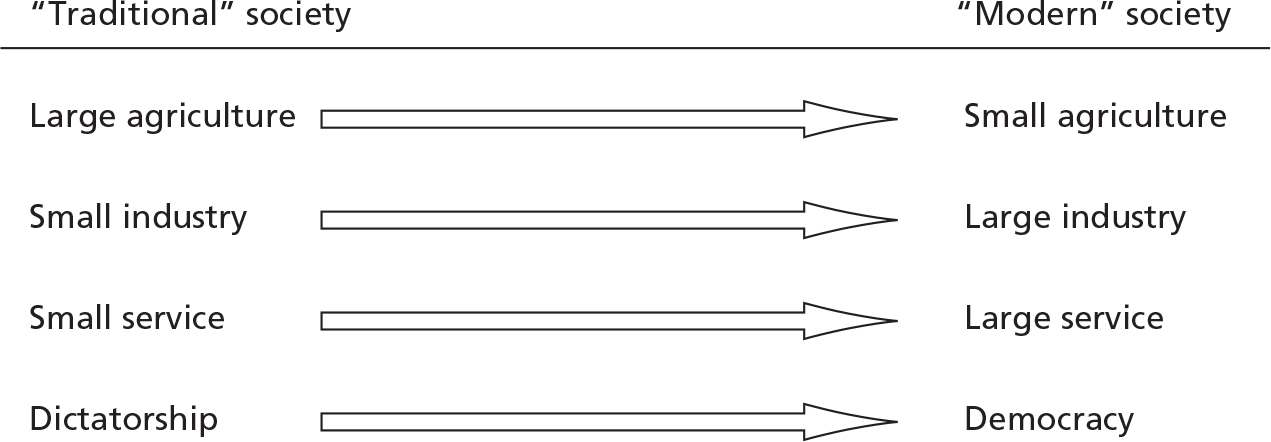 “Traditional” society “Modern” society
Large agriculture Small agriculture
Small industry Large industry
Small service Large service
Dictatorship Democracy